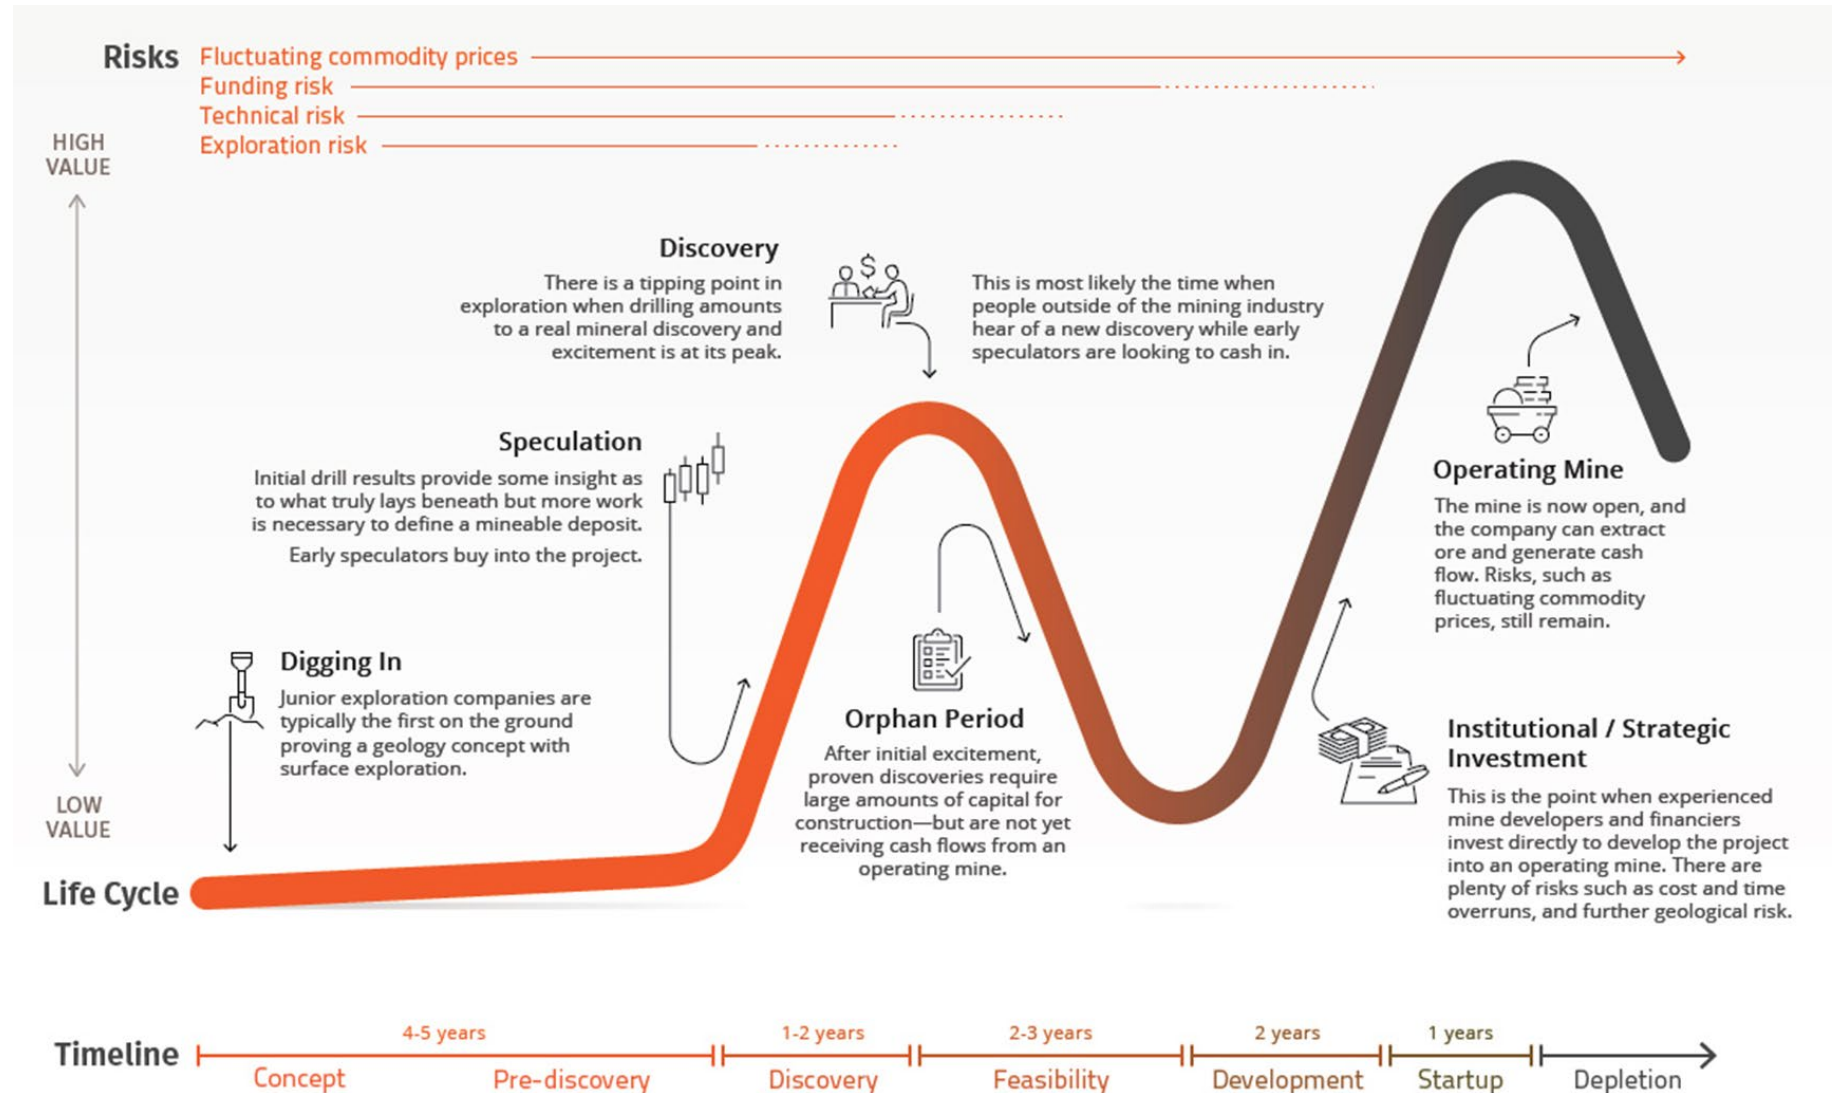 Risks
Fluctuating commodity prices
Funding risk
Technical risk
Exploration risk
HIGH
VALUE
LOW
VALUE
Discovery
There is a tipping point in
exploration when drilling amounts
to a real mineral discovery and
excitement is at its peak.
$
This is most likely the time when
people outside of the mining industry
hear of a new discovery while early
speculators are looking to cash in.
Speculation
Initial drill results provide some insight as
to what truly lays beneath but more work
is necessary to define a mineable deposit.
Early speculators buy into the project.
Digging In
Junior exploration companies are
typically the first on the ground
proving a geology concept with
surface exploration.
Orphan Period
After initial excitement,
proven discoveries require
large amounts of capital for
construction—but are not yet
receiving cash flows from an
operating mine.
Operating Mine
The mine is now open, and
the company can extract
ore and generate cash
flow. Risks, such as
fluctuating commodity
prices, still remain.
Institutional / Strategic
Investment
This is the point when experienced
mine developers and financiers
invest directly to develop the project
into an operating mine. There are
plenty of risks such as cost and time
overruns, and further geological risk.
Life Cycle
Timeline
4-5 years
1-2 years
2-3 years
2 years
1 years
Concept
Pre-discovery
Discovery
Feasibility
Development
Startup
Depletion